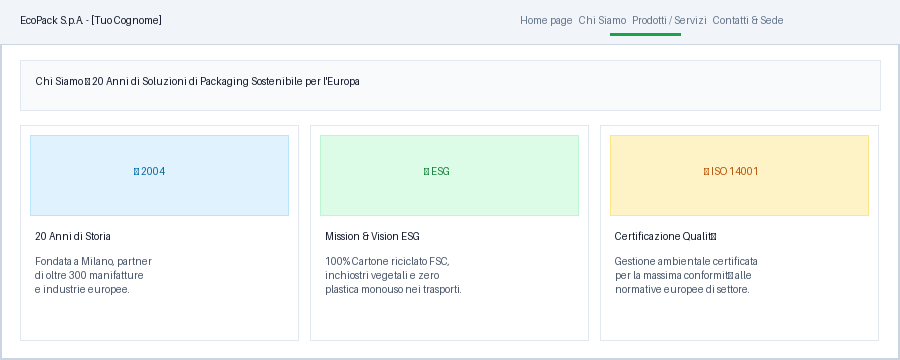 EcoPack S.p.A. - [Tuo Cognome]
Home page Chi Siamo Prodotti / Servizi Contatti & Sede
Chi Siamo 20 Anni di Soluzioni di Packaging Sostenibile per l'Europa
2004
ESG
ISO 14001
20 Anni di Storia
Fondata a Milano, partner
di oltre 300 manifatture
e industrie europee.
Mission & Vision ESG
100% Cartone riciclato FSC,
inchiostri vegetali e zero
plastica monouso nei trasporti.
Certificazione Qualit▯
Gestione ambientale certificata
per la massima conformit▯ alle
normative europee di settore.